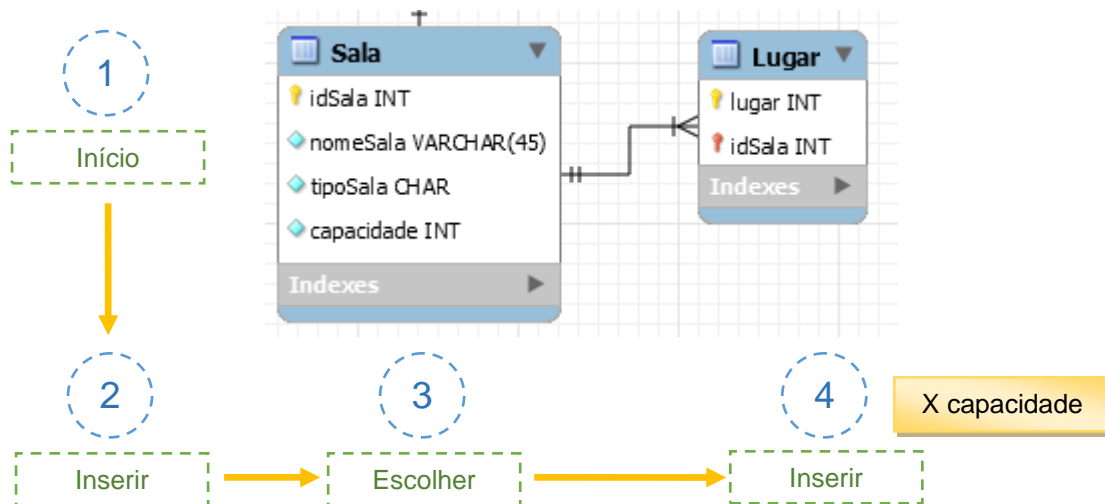 Sala
idSala INT
nomeSala VARCHAR(45)
tipoSala CHAR
capacidade INT
Indexes
Lugar
lugar INT
idSala INT
Indexes
1
Início
2
3
4
X capacidade
Inserir
Escolher
Inserir